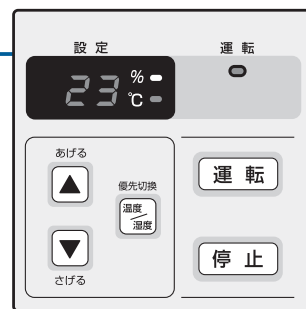 設定
運転
23 %
℃
あげる
▲
優先切換
温度
湿度
▼
さげる
運転
停止